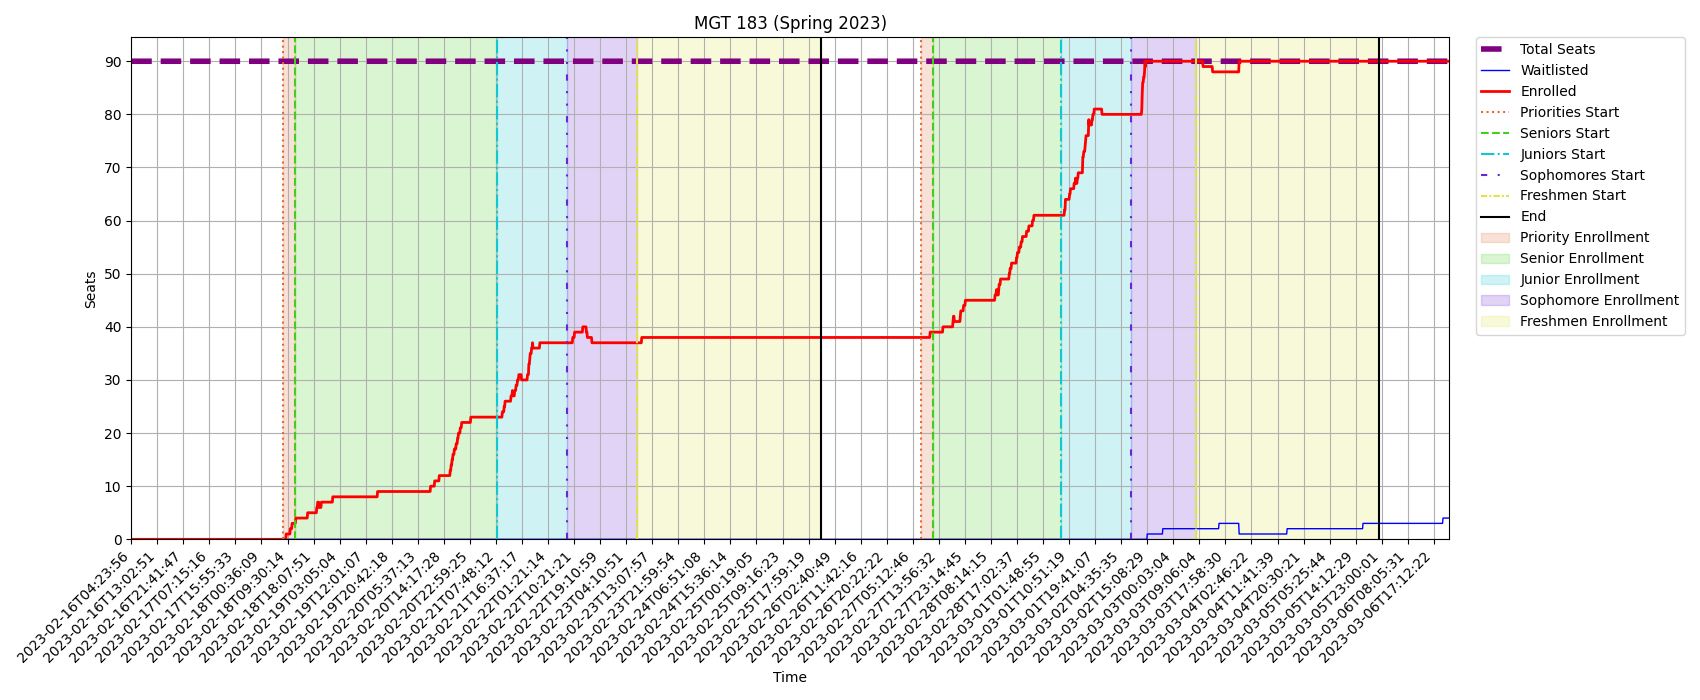 MGT 183 (Spring 2023)
Seats
90
80
70
60
50
40
30
20
10
0
2023-02-16T04:23:56
2023-02-16T13:02:51
2023-02-16T21:41:47
2023-02-17T07:15:16
2023-02-17T15:55:33
2023-02-18T00:36:09
2023-02-18T09:30:14
2023-02-18T18:07:51
2023-02-19T03:05:04
2023-02-19T12:01:07
2023-02-19T20:42:18
2023-02-20T05:37:13
2023-02-20T14:17:28
2023-02-20T22:59:25
2023-02-21T07:48:12
2023-02-21T16:37:17
2023-02-22T01:21:14
2023-02-22T10:21:21
2023-02-22T19:10:59
2023-02-23T04:10:51
2023-02-23T13:07:57
2023-02-23T21:59:54
2023-02-24T06:51:08
2023-02-24T15:36:14
2023-02-25T00:19:05
2023-02-25T09:16:23
2023-02-25T17:59:19
2023-02-26T02:40:49
2023-02-26T11:42:16
2023-02-26T20:22:22
2023-02-27T05:12:46
2023-02-27T13:56:32
2023-02-27T23:14:45
2023-02-28T08:14:15
2023-02-28T17:02:37
2023-03-01T01:48:55
2023-03-01T10:51:19
2023-03-01T19:41:07
2023-03-02T04:35:35
2023-03-02T15:08:29
2023-03-03T00:03:04
2023-03-03T09:06:04
2023-03-03T17:58:30
2023-03-04T02:46:22
2023-03-04T11:41:39
2023-03-04T20:30:21
2023-03-05T05:25:44
2023-03-05T14:12:29
2023-03-05T23:00:01
2023-03-06T08:05:31
2023-03-06T17:12:22
Time
Total Seats
Waitlisted
Enrolled
Priorities Start
Seniors Start
Juniors Start
Sophomores Start
Freshmen Start
End
Priority Enrollment
Senior Enrollment
Junior Enrollment
Sophomore Enrollment
Freshmen Enrollment